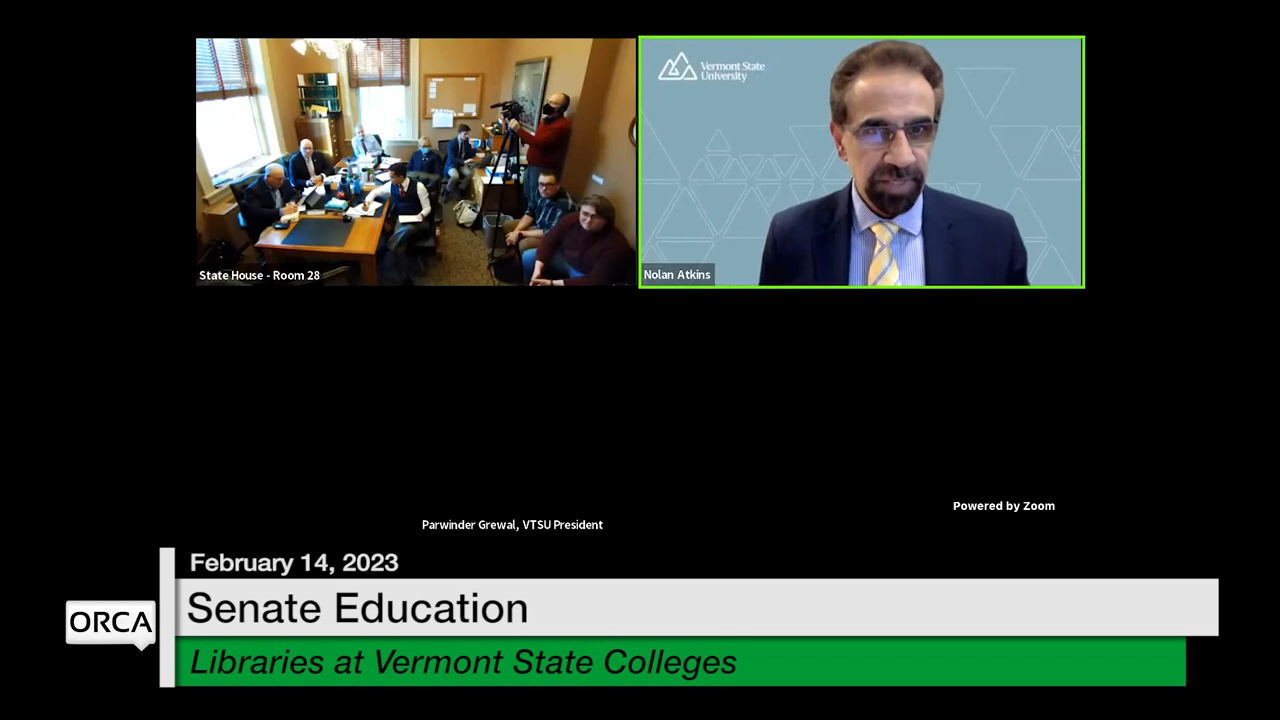 Vermont State
University
State House - Room 28
Nolan Atkins
Powered by Zoom
Parwinder Grewal, VTSU President
February 14, 2023
ORCA
Senate Education
Libraries at Vermont State Colleges